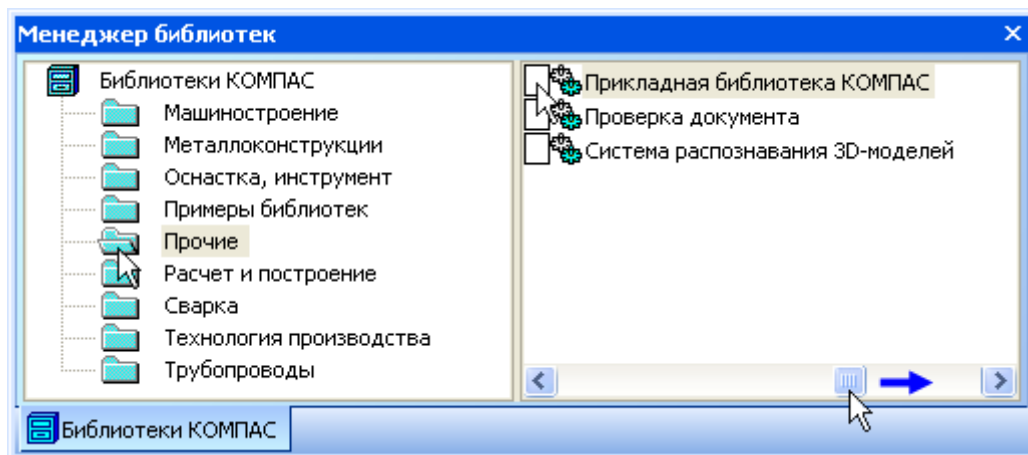 Менеджер библиотек
Библиотеки КОМПАС
Машиностроение
Металлоконструкции
Оснастка, инструмент
Примеры библиотек
Прочие
Расчет и построение
Сварка
Технология производства
Трубопроводы
Прикладная библиотека КОМПАС
Проверка документа
Система распознавания 3D-моделей
Библиотеки КОМПАС